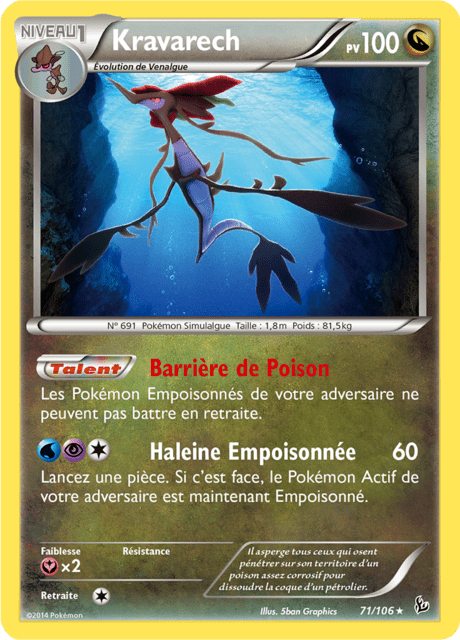 NIVEAU1
Kravarech
PV100
Évolution de Venalgue
N° 691 Pokémon Simulalgue Taille : 1,8m Poids : 81,5kg
Talent
Barrière de Poison
Les Pokémon Empoisonnés de votre adversaire ne
peuvent pas battre en retraite.
Haleine Empoisonnée 60
Lancez une pièce. Si c'est face, le Pokémon Actif de
votre adversaire est maintenant Empoisonné.
Faiblesse
Résistance
×2
Retraite
Il asperge tous ceux qui osent
pénétrer sur son territoire d'un
poison assez corrosif pour
dissoudre la coque d'un pétrolier.
©2014 Pokémon
Illus. 5ban Graphics
71/106 ★